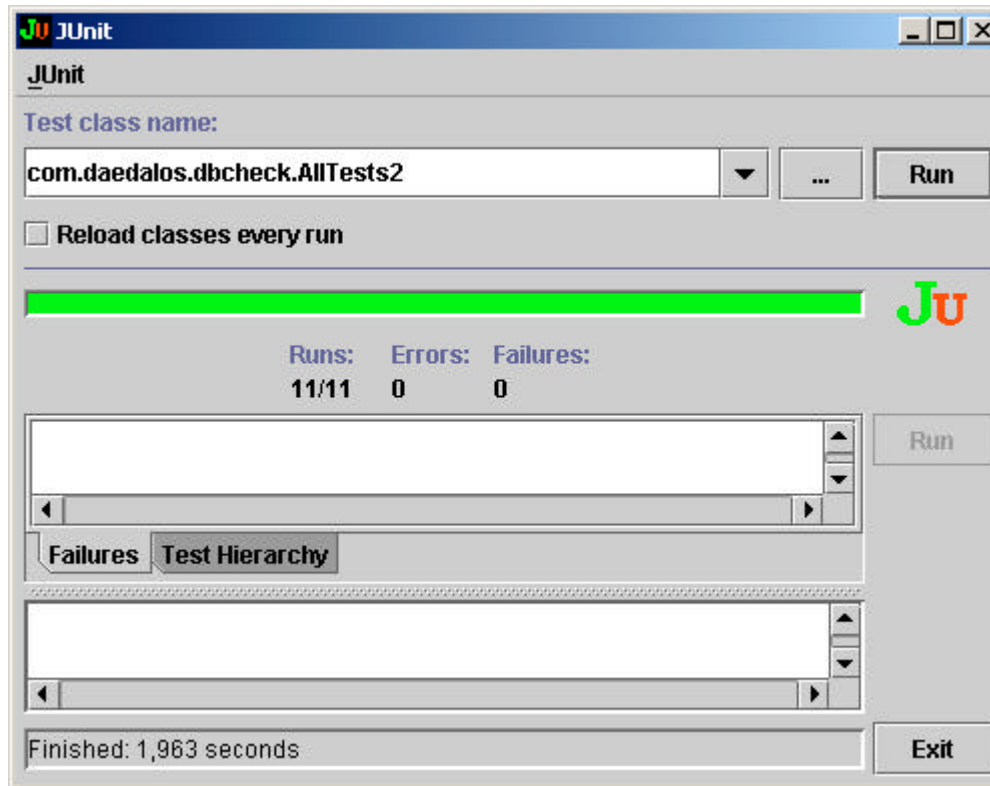 JU JUnit
JUnit
Test class name:
com.daedalos.dbcheck.AllTests2 ... Run
Reload classes every run
JU
Runs: Errors: Failures:
11/11 0 0
Run
Failures Test Hierarchy
Finished: 1,963 seconds Exit